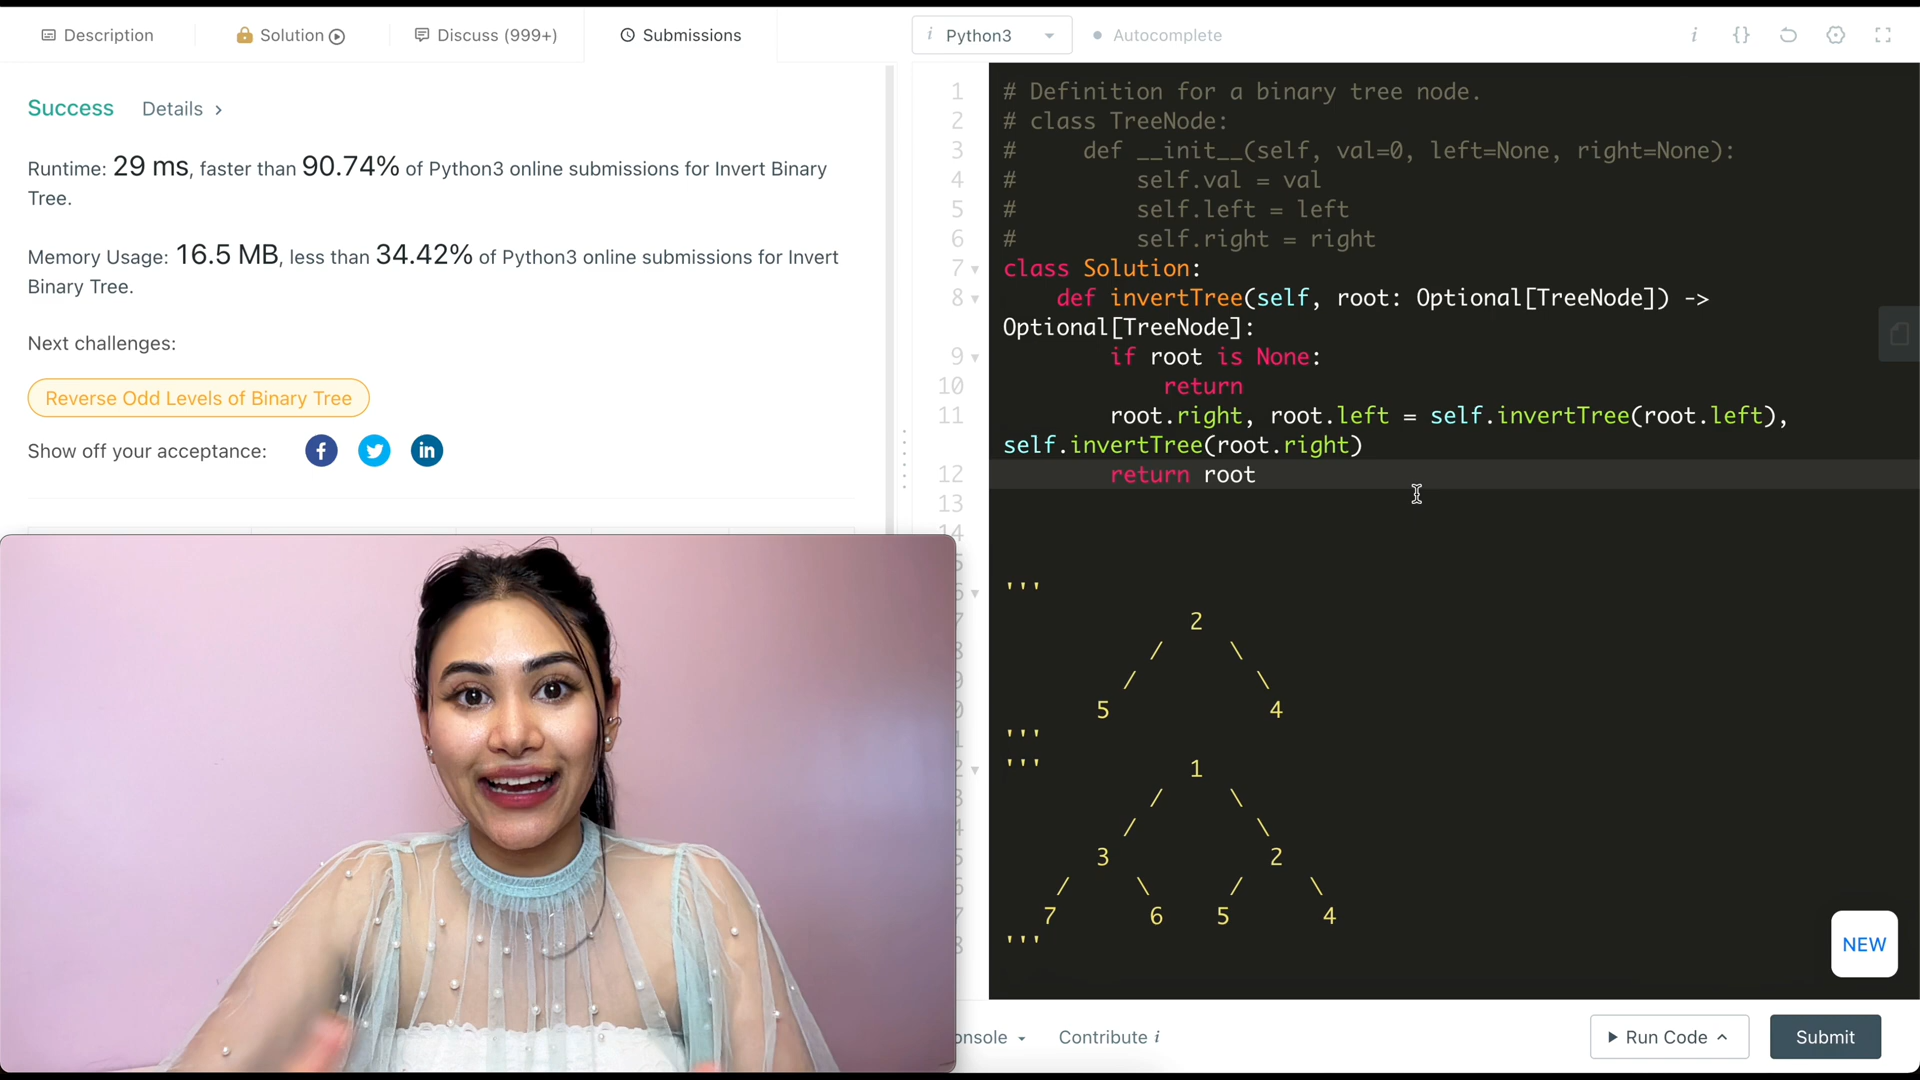 Description
Solution
Discuss (999+)
Submissions
Success
Details >
Runtime: 29 ms, faster than 90.74% of Python3 online submissions for Invert Binary
Tree.
Memory Usage: 16.5 MB, less than 34.42% of Python3 online submissions for Invert
Binary Tree.
Next challenges:
Reverse Odd Levels of Binary Tree
Show off your acceptance:
f
in
i Python3
Autocomplete
i {}
1 # Definition for a binary tree node.
2 # class TreeNode:
3 #     def __init__(self, val=0, left=None, right=None):
4 #         self.val = val
5 #         self.left = left
6 #         self.right = right
7 class Solution:
8     def invertTree(self, root: Optional[TreeNode]) ->
Optional[TreeNode]:
9         if root is None:
10             return
11         root.right, root.left = self.invertTree(root.left),
self.invertTree(root.right)
12         return root
13
14
'''
2
/ \
/ \
5 4
'''
'''
1
/ \
/ \
3 2
/ \ / \
7 6 5 4
'''
NEW
onsole
Contribute i
Run Code
Submit